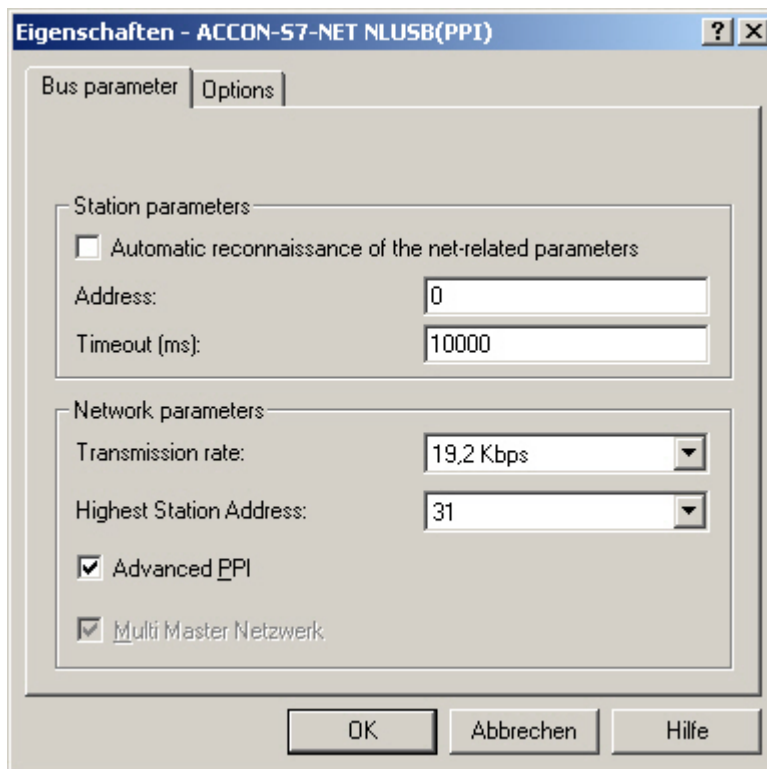 Eigenschaften - ACCON-S7-NET NLUSB(PPI)
Bus parameter
Options
Station parameters
Automatic reconnaissance of the net-related parameters
Address: 0
Timeout (ms): 10000
Network parameters
Transmission rate: 19,2 Kbps
Highest Station Address: 31
Advanced PPI
Multi Master Netzwerk
OK Abbrechen Hilfe